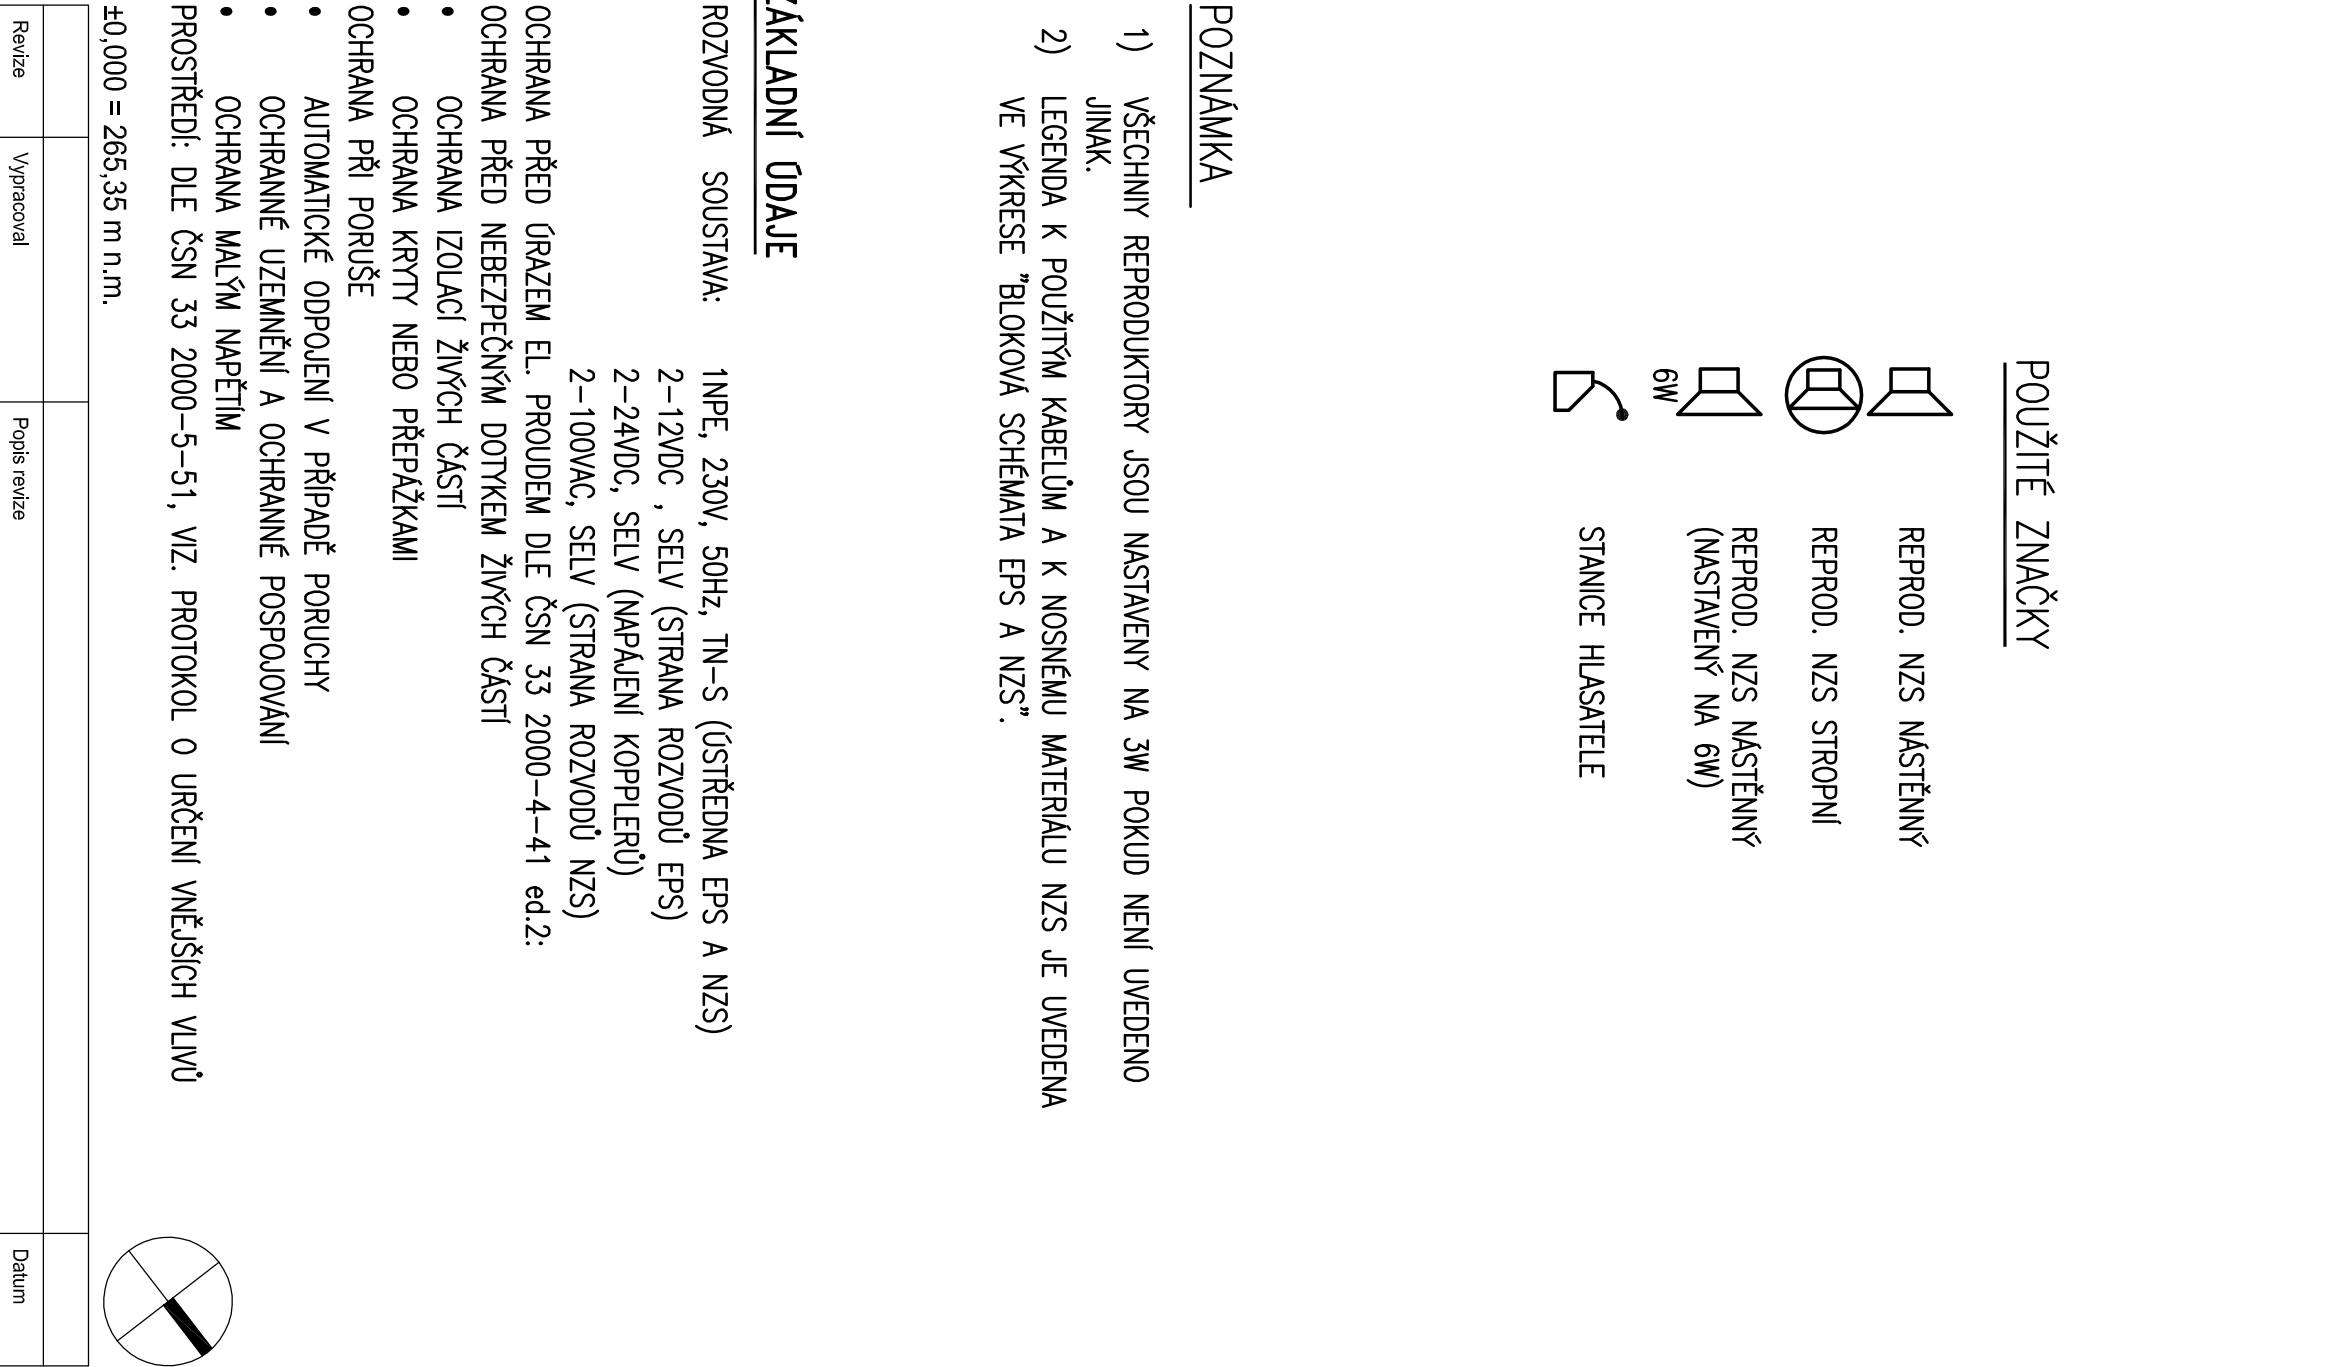 POUŽITÉ ZNAČKY
REPROD. NZS NÁSTĚNNÝ
REPROD. NZS STROPNÍ
REPROD. NZS NÁSTĚNNÝ
(NASTAVENÝ NA 6W)
6W
STANICE HLASATELE
POZNÁMKA
1) VŠECHNIY REPRODUKTORY JSOU NASTAVENY NA 3W POKUD NENÍ UVEDENO
JINAK.
2) LEGENDA K POUŽITÝM KABELŮM A K NOSNÉMU MATERIÁLU NZS JE UVEDENA
VE VÝKRESE "BLOKOVÁ SCHÉMATA EPS A NZS".
ZÁKLADNÍ ÚDAJE
ROZVODNÁ SOUSTAVA: 1NPE, 230V, 50Hz, TN-S (ÚSTŘEDNA EPS A NZS)
2-12VDC , SELV (STRANA ROZVODŮ EPS)
2-24VDC, SELV (NAPÁJENÍ KOPPLERŮ)
2-100VAC, SELV (STRANA ROZVODŮ NZS)
OCHRANA PŘED ÚRAZEM EL. PROUDEM DLE ČSN 33 2000-4-41 ed.2:
OCHRANA PŘED NEBEZPEČNÝM DOTYKEM ŽIVÝCH ČÁSTÍ
• OCHRANA IZOLACÍ ŽIVÝCH ČÁSTÍ
• OCHRANA KRYTY NEBO PŘEPÁŽKAMI
OCHRANA PŘI PORUŠE
• AUTOMATICKÉ ODPOJENÍ V PŘÍPADĚ PORUCHY
• OCHRANNÉ UZEMNĚNÍ A OCHRANNÉ POSPOJOVÁNÍ
• OCHRANA MALÝM NAPĚTÍM
PROSTŘEDÍ: DLE ČSN 33 2000-5-51, VIZ. PROTOKOL O URČENÍ VNĚJŠÍCH VLIVŮ
±0,000 = 265,35 m n.m.
Revize Vypracoval Popis revize Datum